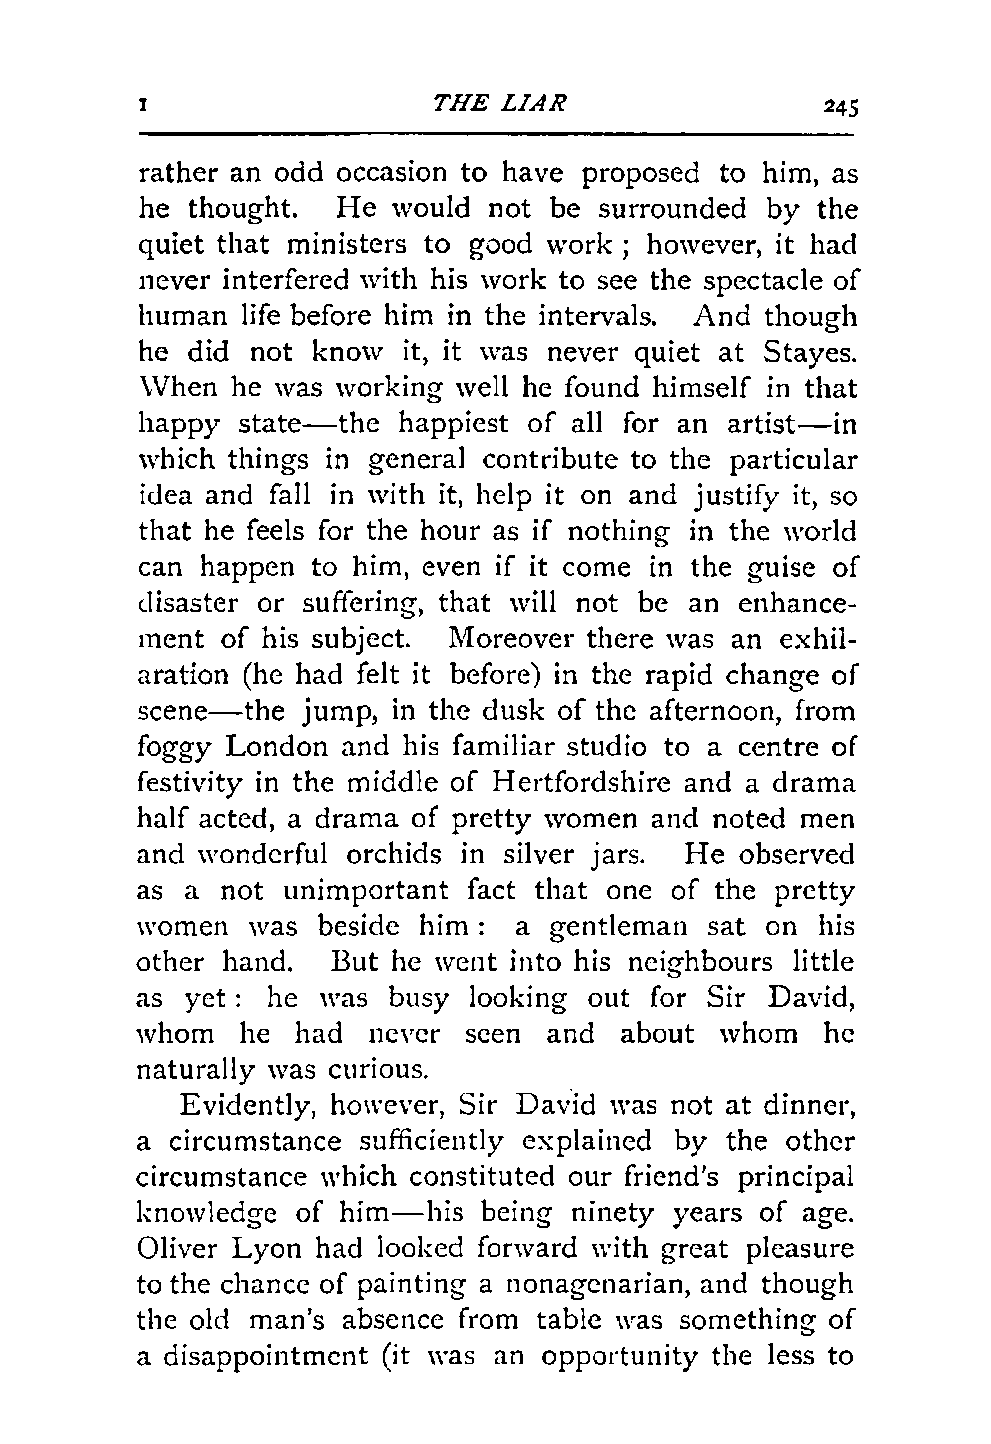 I THE LIAR 245
rather an odd occasion to have proposed to him, as
he thought. He would not be surrounded by the
quiet that ministers to good work ; however, it had
never interfered with his work to see the spectacle of
human life before him in the intervals. And though
he did not know it, it was never quiet at Stayes.
When he was working well he found himself in that
happy state—the happiest of all for an artist—in
which things in general contribute to the particular
idea and fall in with it, help it on and justify it, so
that he feels for the hour as if nothing in the world
can happen to him, even if it come in the guise of
disaster or suffering, that will not be an enhance-
ment of his subject. Moreover there was an exhil-
aration (he had felt it before) in the rapid change of
scene—the jump, in the dusk of the afternoon, from
foggy London and his familiar studio to a centre of
festivity in the middle of Hertfordshire and a drama
half acted, a drama of pretty women and noted men
and wonderful orchids in silver jars. He observed
as a not unimportant fact that one of the pretty
women was beside him : a gentleman sat on his
other hand. But he went into his neighbours little
as yet : he was busy looking out for Sir David,
whom he had never seen and about whom he
naturally was curious.
Evidently, however, Sir David was not at dinner,
a circumstance sufficiently explained by the other
circumstance which constituted our friend's principal
knowledge of him—his being ninety years of age.
Oliver Lyon had looked forward with great pleasure
to the chance of painting a nonagenarian, and though
the old man's absence from table was something of
a disappointment (it was an opportunity the less to